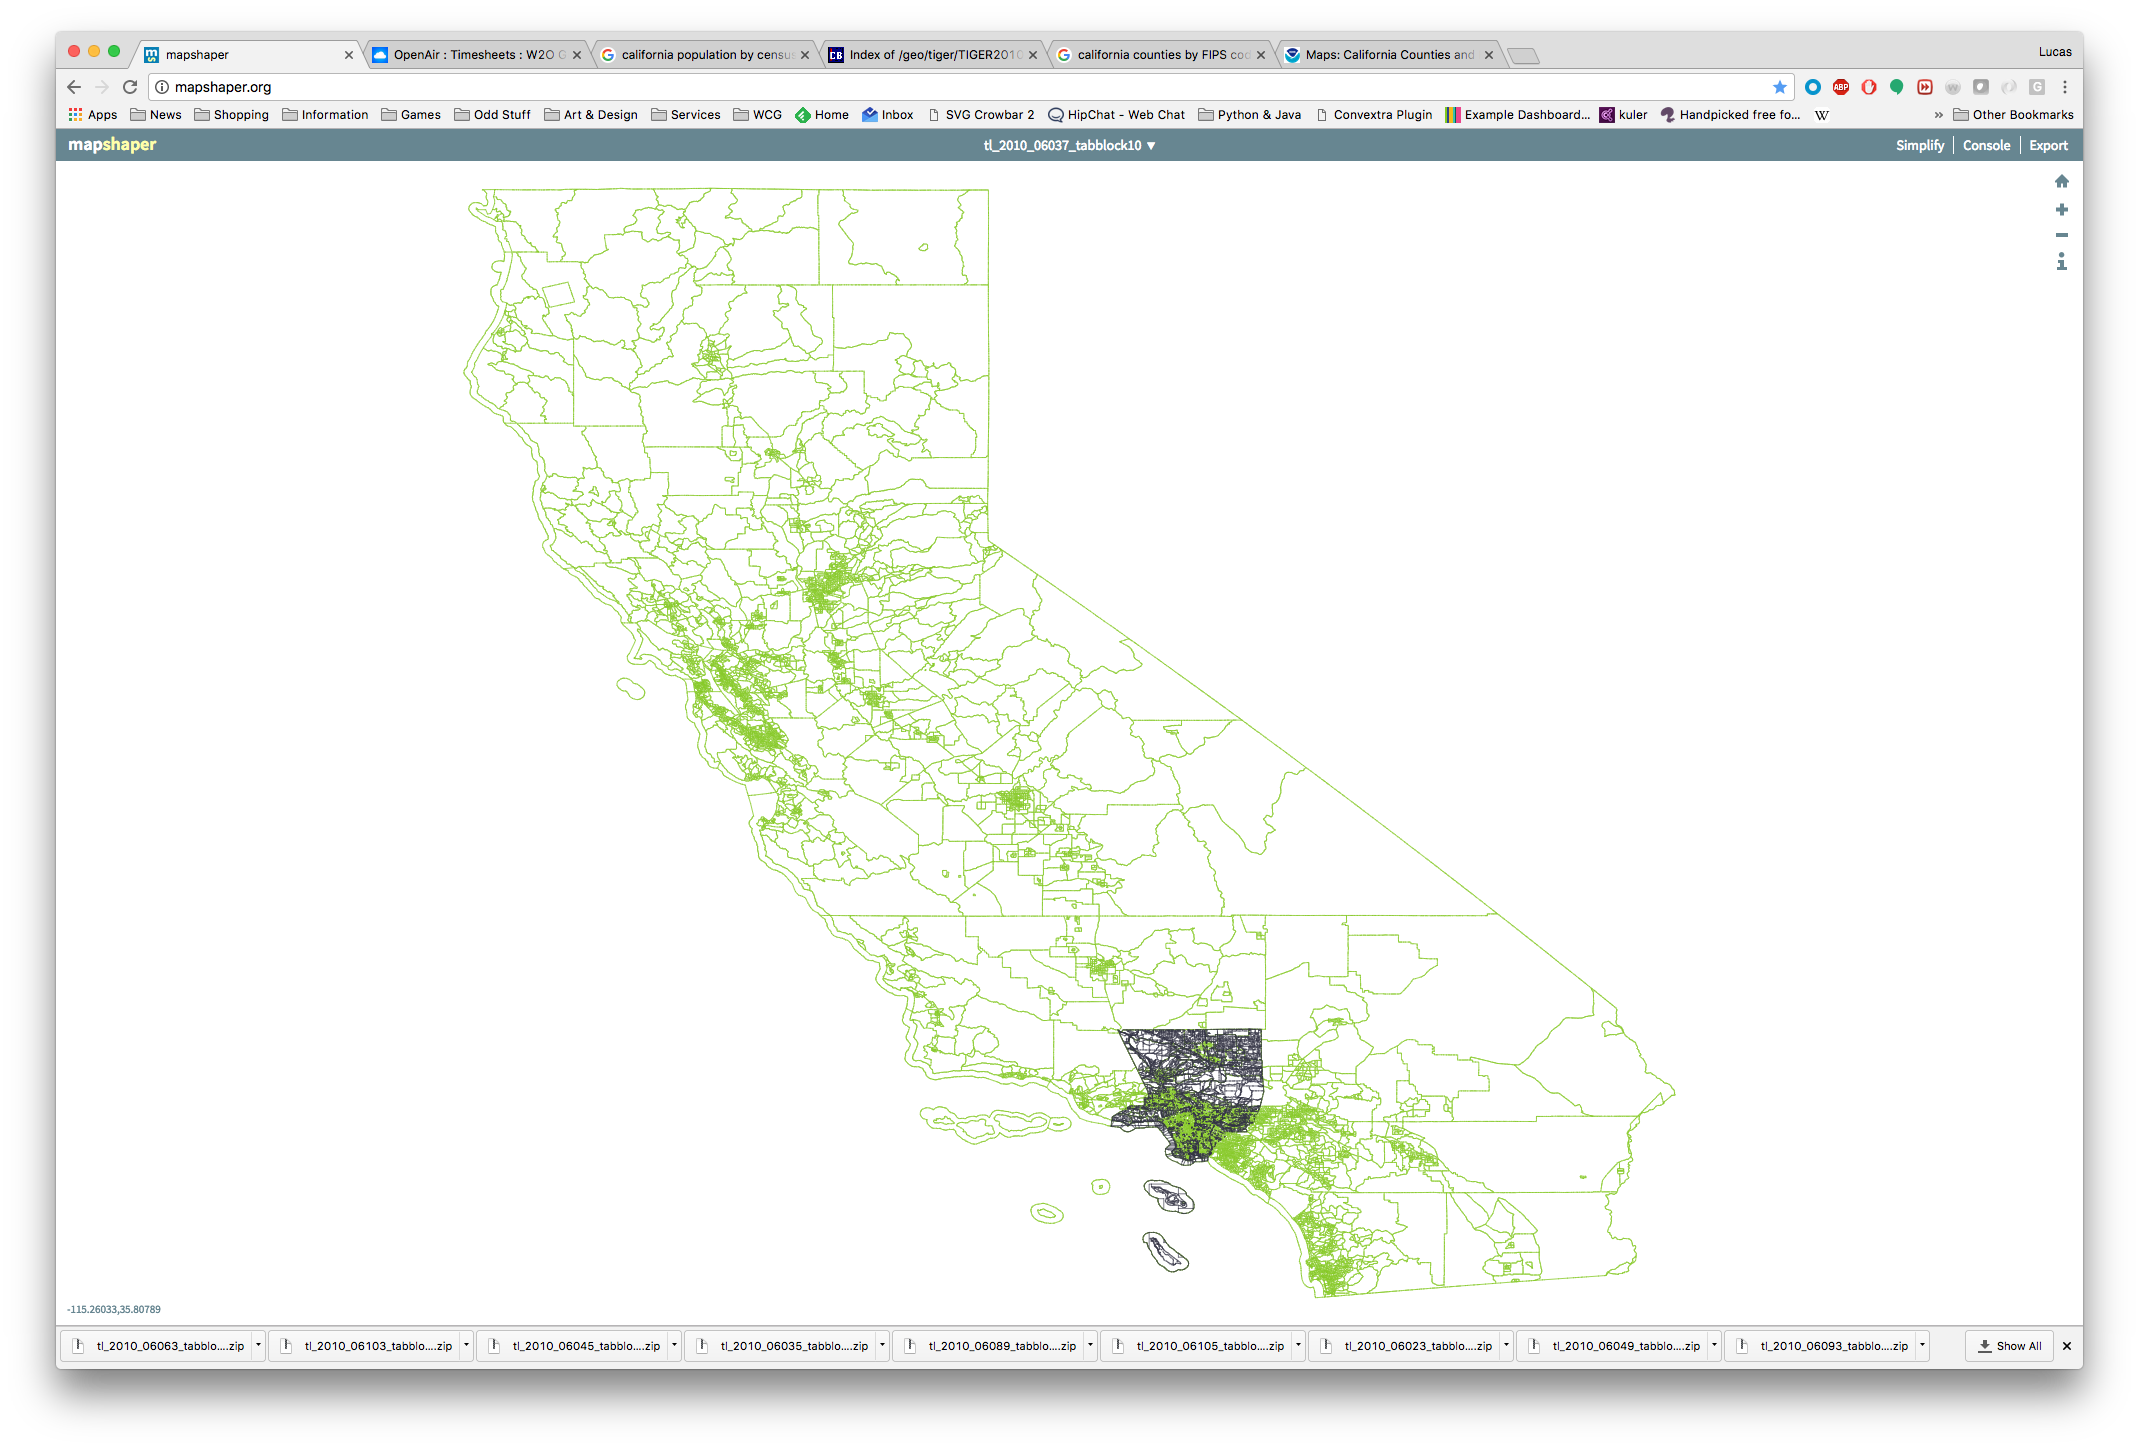 mapshaper
OpenAir : Timesheets : W2O G
california population by census
Index of /geo/tiger/TIGER2010
california counties by FIPS cod
Maps: California Counties and
Lucas
mapshaper.org
ABP
Apps
News
Shopping
Information
Games
Odd Stuff
Art & Design
Services
WCG
Home
Inbox
SVG Crowbar 2
HipChat - Web Chat
Python & Java
Convextra Plugin
Example Dashboard...
kuler
Handpicked free fo...
W
»
Other Bookmarks
mapshaper
tl_2010_06037_tabblock10 ▼
Simplify
Console
Export
-115.26033,35.80789
tl_2010_06063_tabblo....zip
tl_2010_06103_tabblo....zip
tl_2010_06045_tabblo....zip
tl_2010_06035_tabblo....zip
tl_2010_06089_tabblo....zip
tl_2010_06105_tabblo....zip
tl_2010_06023_tabblo....zip
tl_2010_06049_tabblo....zip
tl_2010_06093_tabblo....zip
Show All